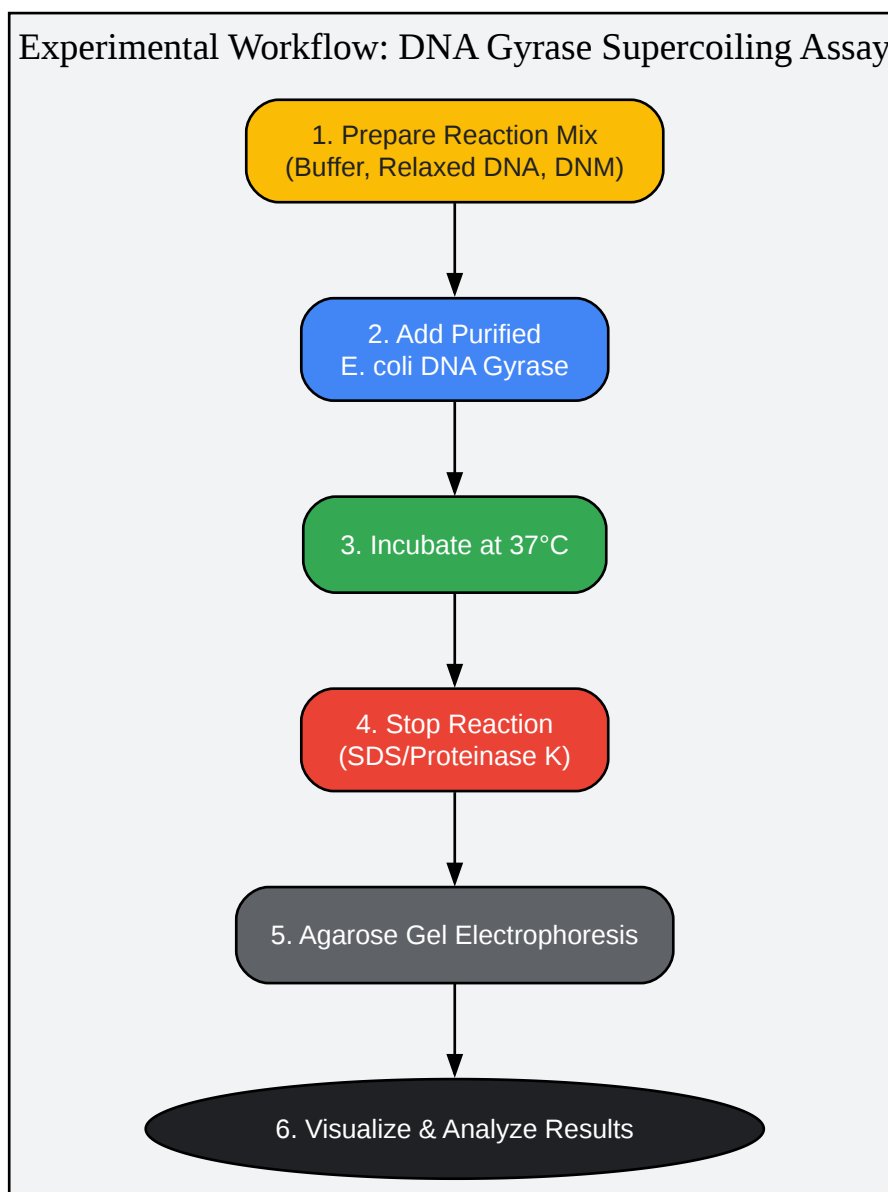 Experimental Workflow: DNA Gyrase Supercoiling Assay
1. Prepare Reaction Mix
(Buffer, Relaxed DNA, DNM)
2. Add Purified
E. coli DNA Gyrase
3. Incubate at 37°C
4. Stop Reaction
(SDS/Proteinase K)
5. Agarose Gel Electrophoresis
6. Visualize & Analyze Results